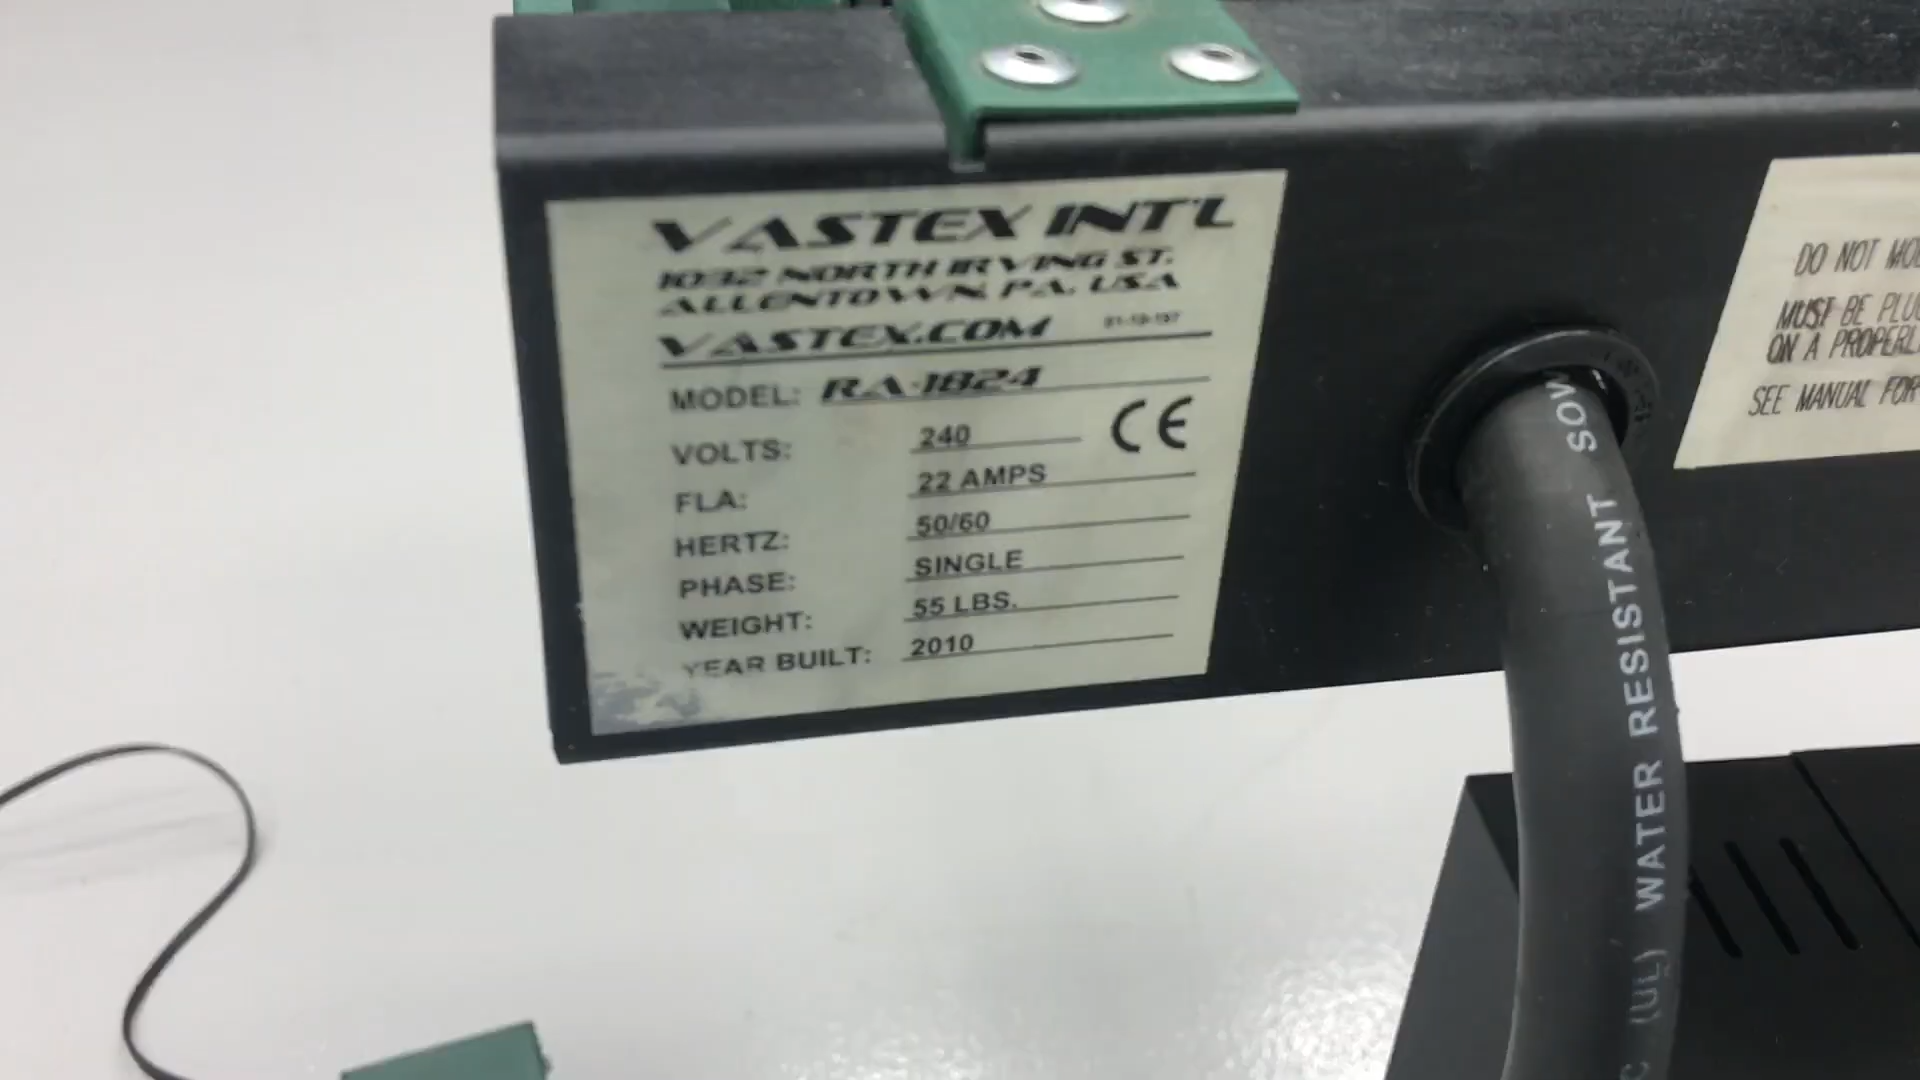 VASTEX INT'L
1032 NORTH IRVING ST.
ALLENTOWN, PA. USA
VASTEX.COM
MODEL: RA-1824
VOLTS: 240
CE
FLA: 22 AMPS
HERTZ: 50/60
PHASE: SINGLE
WEIGHT: 55 LBS.
YEAR BUILT: 2010
DO NOT
MUST BE
ON A
SEE MANUAL FOR
SOW
(UL) WATER RESISTANT